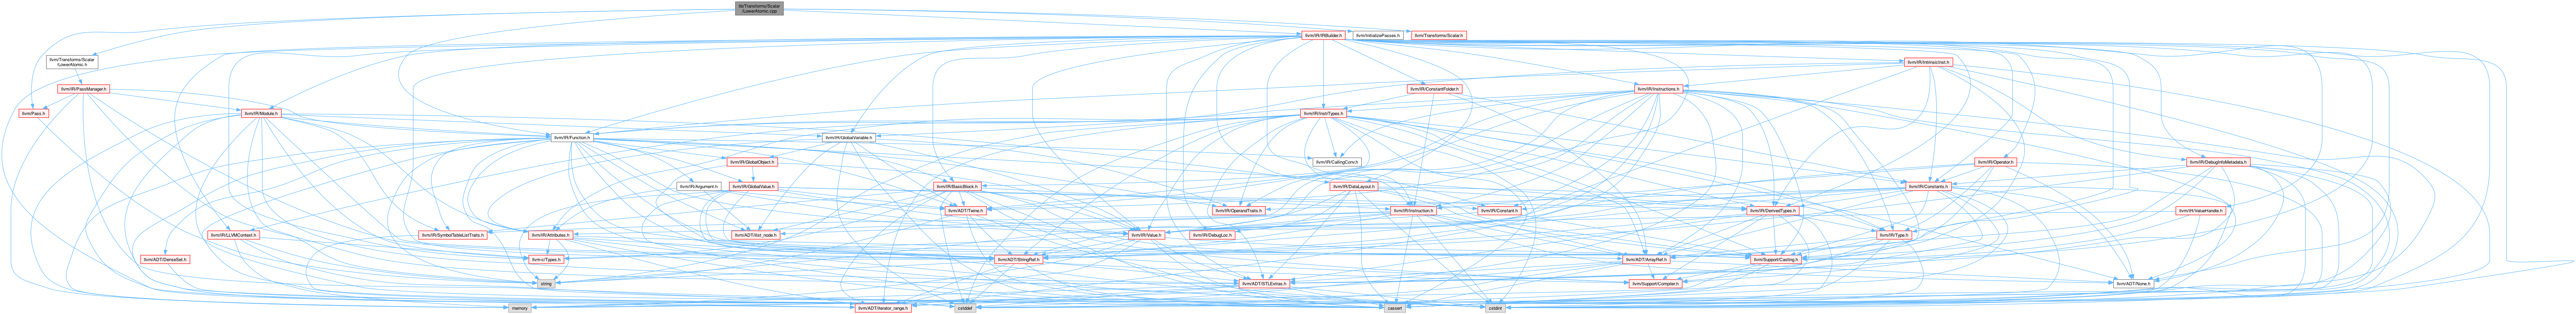 lib/Transforms/Scalar
/LowerAtomic.cpp
llvm/IR/IRBuilder.h
llvm/InitializePasses.h
llvm/Transforms/Scalar.h
llvm/Transforms/Scalar
/LowerAtomic.h
llvm/IR/IntrinsicInst.h
llvm/IR/PassManager.h
llvm/IR/ConstantFolder.h
llvm/IR/Instructions.h
llvm/Pass.h
llvm/IR/Module.h
llvm/IR/InstrTypes.h
llvm/IR/Function.h
llvm/IR/GlobalVariable.h
llvm/IR/GlobalObject.h
llvm/IR/CallingConv.h
llvm/IR/Operator.h
llvm/IR/DebugInfoMetadata.h
llvm/IR/Argument.h
llvm/IR/GlobalValue.h
llvm/IR/BasicBlock.h
llvm/IR/DataLayout.h
llvm/IR/Constants.h
llvm/ADT/Twine.h
llvm/IR/OperandTraits.h
llvm/IR/Instruction.h
llvm/IR/Constant.h
llvm/IR/DerivedTypes.h
llvm/IR/ValueHandle.h
llvm/IR/LLVMContext.h
llvm/IR/SymbolTableListTraits.h
llvm/IR/Attributes.h
llvm/ADT/ilist_node.h
llvm/IR/Value.h
llvm/IR/DebugLoc.h
llvm/IR/Type.h
llvm/ADT/DenseSet.h
llvm-c/Types.h
llvm/ADT/StringRef.h
llvm/ADT/ArrayRef.h
llvm/Support/Casting.h
string
llvm/ADT/STLExtras.h
llvm/Support/Compiler.h
llvm/ADT/None.h
memory
llvm/ADT/iterator_range.h
cstddef
cassert
cstdint